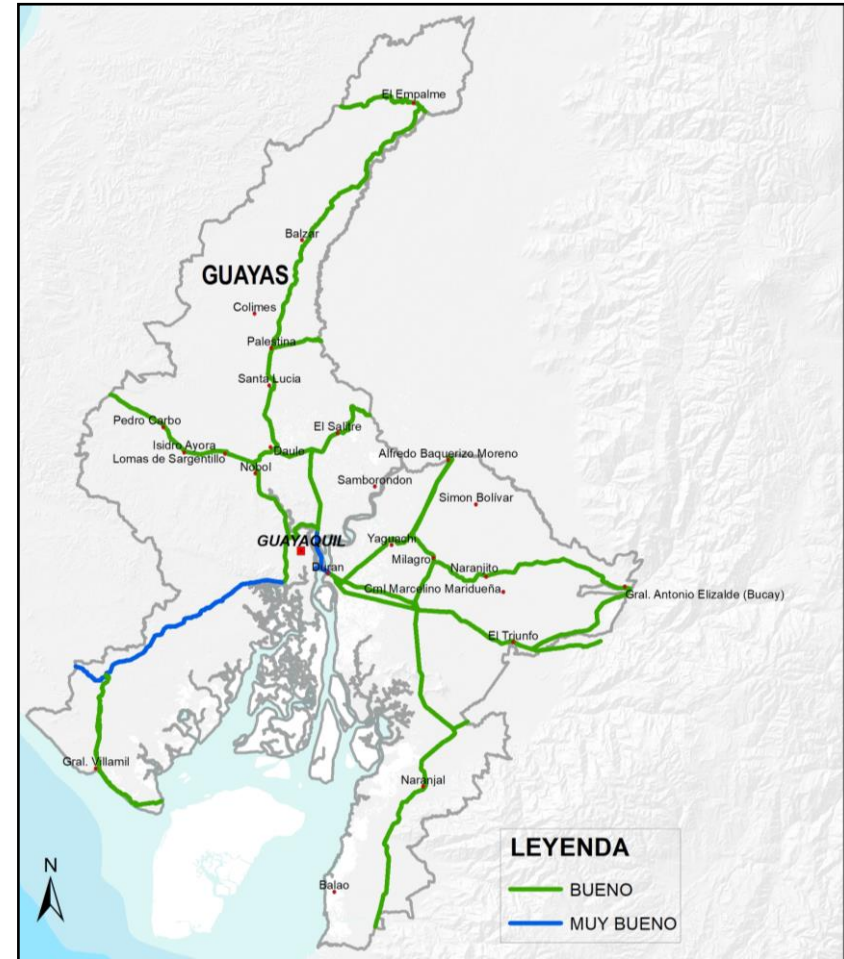 El Empalme
Balzar
GUAYAS
Colimes
Palestina
Santa Lucia
Pedro Carbo
El Salitre
Isidro Ayora
Daule
Lomas de Sargentillo
Alfredo Baquerizo Moreno
Nobol
Samborondon
Simon Bolívar
GUAYAQUIL
Yaguachi
Milagro
Naranjito
Duran
Crnl Marcelino Maridueña
Gral. Antonio Elizalde (Bucay)
El Triunfo
Gral. Villamil
Naranjal
LEYENDA
N
Balao
BUENO
MUY BUENO